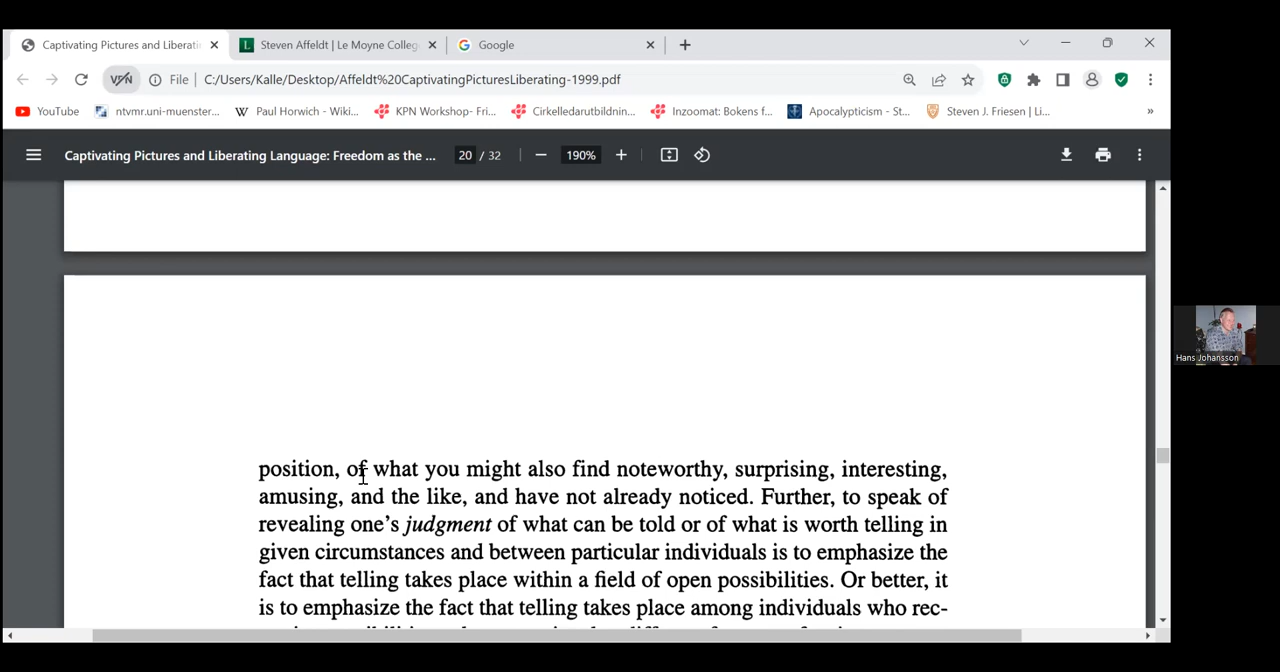 Captivating Pictures and Liberati
Steven Affeldt | Le Moyne Colleg
Google
VPN
File | C:/Users/Kalle/Desktop/Affeldt%20CaptivatingPicturesLiberating-1999.pdf
YouTube
ntvmr.uni-muenster...
Paul Horwich - Wiki...
KPN Workshop- Fri...
Cirkelledarutbildnin...
Inzoomat: Bokens f...
Apocalypticism - St...
Steven J. Friesen | Li...
»
Captivating Pictures and Liberating Language: Freedom as the ...
20 / 32
190%
position, of what you might also find noteworthy, surprising, interesting,
amusing, and the like, and have not already noticed. Further, to speak of
revealing one's judgment of what can be told or of what is worth telling in
given circumstances and between particular individuals is to emphasize the
fact that telling takes place within a field of open possibilities. Or better, it
is to emphasize the fact that telling takes place among individuals who rec-
Hans Johansson